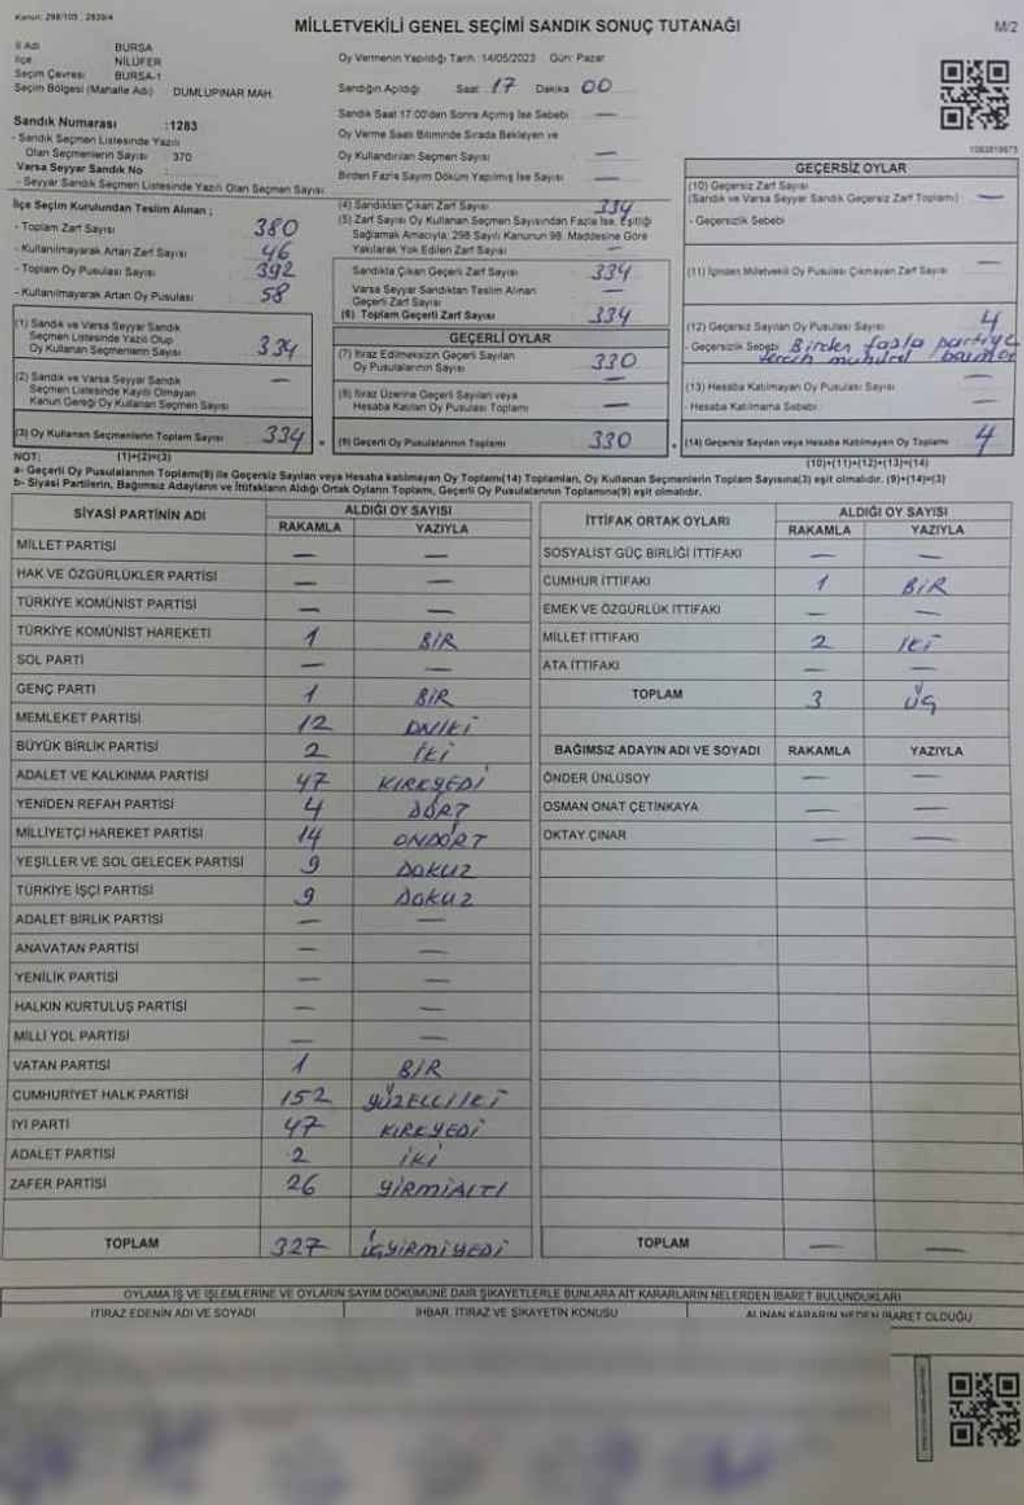 Kanun: 298/105 , 2839/4
MİLLETVEKİLİ GENEL SEÇİMİ SANDIK SONUÇ TUTANAĞI
M/2
İl Adı BURSA
İlçe NİLÜFER
Seçim Çevresi BURSA-1
Seçim Bölgesi (Mahalle Adı) DUMLUPINAR MAH.
Sandık Numarası :1283
- Sandık Seçmen Listesinde Yazılı
Olan Seçmenlerin Sayısı 370
Varsa Seyyar Sandık No
- Seyyar Sandık Seçmen Listesinde Yazılı Olan Seçmen Sayısı
Oy Vermenin Yapıldığı Tarih :14/05/2023 Gün: Pazar
Sandığın Açıldığı Saat 17 Dakika 00
Sandık Saat 17:00'dan Sonra Açılmış İse Sebebi —
Oy Verme Saati Bitiminde Sırada Bekleyen ve
Oy Kullandırılan Seçmen Sayısı —
Birden Fazla Sayım Döküm Yapılmış İse Sayısı —
İlçe Seçim Kurulundan Teslim Alınan ;
- Toplam Zarf Sayısı 380
- Kullanılmayarak Artan Zarf Sayısı 46
- Toplam Oy Pusulası Sayısı 392
- Kullanılmayarak Artan Oy Pusulası 58
(1) Sandık ve Varsa Seyyar Sandık
Seçmen Listesinde Yazılı Olup
Oy Kullanan Seçmenlerin Sayısı 334
(2) Sandık ve Varsa Seyyar Sandık
Seçmen Listesinde Kayıtlı Olmayan
Kanun Gereği Oy Kullanan Seçmen Sayısı —
(3) Oy Kullanan Seçmenlerin Toplam Sayısı 334
(4) Sandıktan Çıkan Zarf Sayısı 334
(5) Zarf Sayısı Oy Kullanan Seçmen Sayısından Fazla İse, Eşitliği
Sağlamak Amacıyla; 298 Sayılı Kanunun 98. Maddesine Göre
Yakılarak Yok Edilen Zarf Sayısı —
Sandıkta Çıkan Geçerli Zarf Sayısı 334
Varsa Seyyar Sandıktan Teslim Alınan
Geçerli Zarf Sayısı —
(6) Toplam Geçerli Zarf Sayısı 334
GEÇERLİ OYLAR
(7) İtiraz Edilmeksizin Geçerli Sayılan
Oy Pusulalarının Sayısı 330
(8) İtiraz Üzerine Geçerli Sayılan veya
Hesaba Katılan Oy Pusulası Toplamı —
(9) Geçerli Oy Pusulalarının Toplamı 330
GEÇERSİZ OYLAR
(10) Geçersiz Zarf Sayısı
(Sandık ve Varsa Seyyar Sandık Geçersiz Zarf Toplamı) —
- Geçersizlik Sebebi
(11) İçinden Milletvekili Oy Pusulası Çıkmayan Zarf Sayısı —
(12) Geçersiz Sayılan Oy Pusulası Sayısı 4
- Geçersizlik Sebebi Birden fazla partiye
(13) Hesaba Katılmayan Oy Pusulası Sayısı —
- Hesaba Katılmama Sebebi —
(14) Geçersiz Sayılan veya Hesaba Katılmayan Oy Toplamı 4
NOT: (1)+(2)=(3)
(10)+(11)+(12)+(13)=(14)
a- Geçerli Oy Pusulalarının Toplamı(9) ile Geçersiz Sayılan veya Hesaba katılmayan Oy Toplamı(14) Toplamları, Oy Kullanan Seçmenlerin Toplam Sayısına(3) eşit olmalıdır. (9)+(14)=(3)
b- Siyasi Partilerin, Bağımsız Adayların ve İttifakların Aldığı Ortak Oyların Toplamı, Geçerli Oy Pusulalarının Toplamına(9) eşit olmalıdır.
SİYASİ PARTİNİN ADI ALDIĞI OY SAYISI
RAKAMLA YAZIYLA
MİLLET PARTİSİ — —
HAK VE ÖZGÜRLÜKLER PARTİSİ — —
TÜRKİYE KOMÜNİST PARTİSİ — —
TÜRKİYE KOMÜNİST HAREKETİ 1 BİR
SOL PARTİ — —
GENÇ PARTİ 1 BİR
MEMLEKET PARTİSİ 12 ONİKİ
BÜYÜK BİRLİK PARTİSİ 2 İKİ
ADALET VE KALKINMA PARTİSİ 47 KIRKYEDİ
YENİDEN REFAH PARTİSİ 4 DÖRT
MİLLİYETÇİ HAREKET PARTİSİ 14 ONDÖRT
YEŞİLLER VE SOL GELECEK PARTİSİ 9 DOKUZ
TÜRKİYE İŞÇİ PARTİSİ 9 DOKUZ
ADALET BİRLİK PARTİSİ — —
ANAVATAN PARTİSİ — —
YENİLİK PARTİSİ — —
HALKIN KURTULUŞ PARTİSİ — —
MİLLİ YOL PARTİSİ — —
VATAN PARTİSİ 1 BİR
CUMHURİYET HALK PARTİSİ 152 YÜZELLİİKİ
İYİ PARTİ 47 KIRKYEDİ
ADALET PARTİSİ 2 İKİ
ZAFER PARTİSİ 26 YİRMİALTI
TOPLAM 327
İTTİFAK ORTAK OYLARI ALDIĞI OY SAYISI
RAKAMLA YAZIYLA
SOSYALİST GÜÇ BİRLİĞİ İTTİFAKI — —
CUMHUR İTTİFAKI 1 BİR
EMEK VE ÖZGÜRLÜK İTTİFAKI — —
MİLLET İTTİFAKI 2 İKİ
ATA İTTİFAKI — —
TOPLAM 3 ÜÇ
BAĞIMSIZ ADAYIN ADI VE SOYADI RAKAMLA YAZIYLA
ÖNDER ÜNLÜSOY — —
OSMAN ONAT ÇETİNKAYA — —
OKTAY ÇINAR — —
TOPLAM — —
OYLAMA İŞ VE İŞLEMLERİNE VE OYLARIN SAYIM DÖKÜMÜNE DAİR ŞİKAYETLERLE BUNLARA AİT KARARLARIN NELERDEN İBARET BULUNDUKLARI
İTİRAZ EDENİN ADI VE SOYADI İHBAR, İTİRAZ VE ŞİKAYETİN KONUSU ALINAN KARARIN NEDEN İBARET OLDUĞU